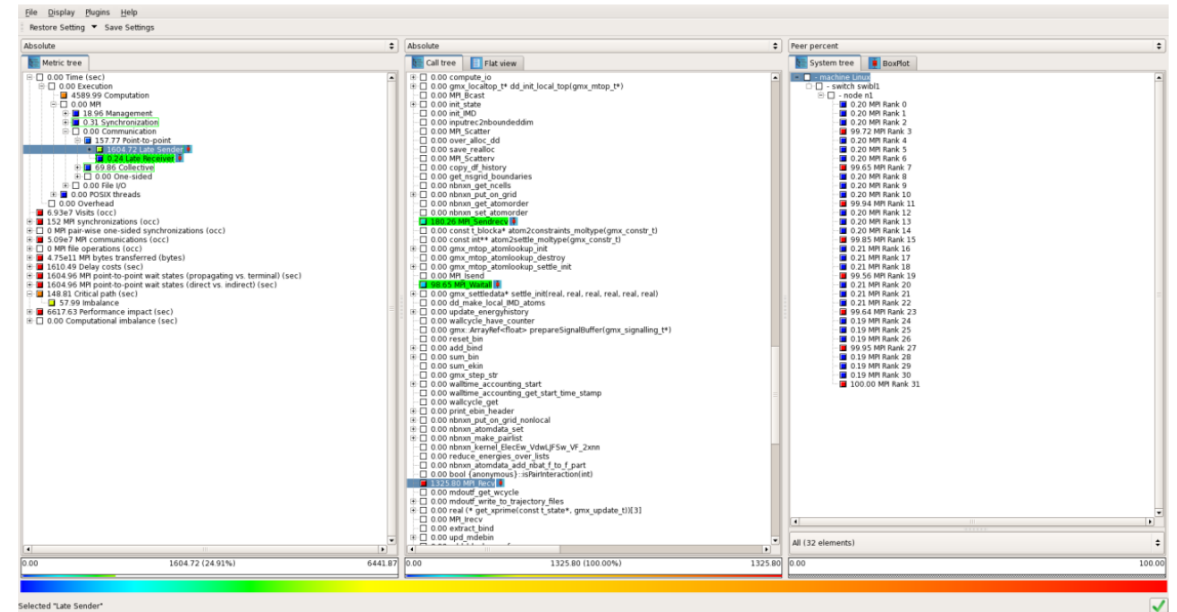 File Display Plugins Help
Restore Setting Save Settings
Absolute
Metric tree
0.00 Time (sec)
0.00 Execution
4589.99 Computation
0.00 MPI
18.96 Management
0.31 Synchronization
0.00 Communication
157.77 Point-to-point
1604.72 Late Sender
0.24 Late Receiver
69.86 Collective
0.00 One-sided
0.00 File I/O
0.00 POSIX threads
0.00 Overhead
6.93e7 Visits (occ)
152 MPI synchronizations (occ)
0 MPI pair-wise one-sided synchronizations (occ)
5.09e7 MPI communications (occ)
0 MPI file operations (occ)
4.75e11 MPI bytes transferred (bytes)
1610.49 Delay costs (sec)
1604.96 MPI point-to-point wait states (propagating vs. terminal) (sec)
1604.96 MPI point-to-point wait states (direct vs. indirect) (sec)
148.81 Critical path (sec)
57.99 Imbalance
6617.63 Performance impact (sec)
0.00 Computational imbalance (sec)
0.00 1604.72 (24.91%) 6441.87
Absolute
Call tree Flat view
0.00 compute_io
0.00 gmx_localtop_t* dd_init_local_top(gmx_mtop_t*)
0.00 MPI_Bcast
0.00 init_state
0.00 init_IMD
0.00 inputrec2nboundeddim
0.00 MPI_Scatter
0.00 over_alloc_dd
0.00 save_realloc
0.00 MPI_Scatterv
0.00 copy_df_history
0.00 get_nsgrid_boundaries
0.00 nbnxn_get_ncells
0.00 nbnxn_put_on_grid
0.00 nbnxn_get_atomorder
0.00 nbnxn_set_atomorder
180.26 MPI_Sendrecv
0.00 const t_blocka* atom2constraints_moltype(gmx_constr_t)
0.00 const int** atom2settle_moltype(gmx_constr_t)
0.00 gmx_mtop_atomlookup_init
0.00 gmx_mtop_atomlookup_destroy
0.00 gmx_mtop_atomlookup_settle_init
0.00 MPI_Isend
98.65 MPI_Waitall
0.00 gmx_settledata* settle_init(real, real, real, real, real, real)
0.00 dd_make_local_IMD_atoms
0.00 update_energyhistory
0.00 wallcycle_have_counter
0.00 gmx::ArrayRef<float> prepareSignalBuffer(gmx_signalling_t*)
0.00 reset_bin
0.00 add_bind
0.00 sum_bin
0.00 sum_ekin
0.00 gmx_step_str
0.00 walltime_accounting_start
0.00 walltime_accounting_get_start_time_stamp
0.00 wallcycle_get
0.00 print_ebin_header
0.00 nbnxn_put_on_grid_nonlocal
0.00 nbnxn_atomdata_set
0.00 nbnxn_make_pairlist
0.00 nbnxn_kernel_ElecEw_VdwLJFSw_VF_2xnn
0.00 reduce_energies_over_lists
0.00 nbnxn_atomdata_add_nbat_f_to_f_part
0.00 bool {anonymous}::isPairInteraction(int)
1325.80 MPI_Recv
0.00 mdoutf_get_wcycle
0.00 mdoutf_write_to_trajectory_files
0.00 real (* get_xprime(const t_state*, gmx_update_t))[3]
0.00 MPI_Irecv
0.00 extract_bind
0.00 upd_mdebin
0.00 1325.80 (100.00%) 1325.80
Peer percent
System tree BoxPlot
- machine Linux
- switch swibl1
- node n1
0.20 MPI Rank 0
0.20 MPI Rank 1
0.20 MPI Rank 2
99.72 MPI Rank 3
0.20 MPI Rank 4
0.20 MPI Rank 5
0.20 MPI Rank 6
99.65 MPI Rank 7
0.20 MPI Rank 8
0.20 MPI Rank 9
0.20 MPI Rank 10
99.94 MPI Rank 11
0.20 MPI Rank 12
0.20 MPI Rank 13
0.20 MPI Rank 14
99.85 MPI Rank 15
0.21 MPI Rank 16
0.21 MPI Rank 17
0.21 MPI Rank 18
99.56 MPI Rank 19
0.21 MPI Rank 20
0.21 MPI Rank 21
0.20 MPI Rank 22
99.64 MPI Rank 23
0.19 MPI Rank 24
0.19 MPI Rank 25
0.19 MPI Rank 26
99.95 MPI Rank 27
0.19 MPI Rank 28
0.19 MPI Rank 29
0.19 MPI Rank 30
100.00 MPI Rank 31
All (32 elements)
0.00 100.00
Selected "Late Sender"